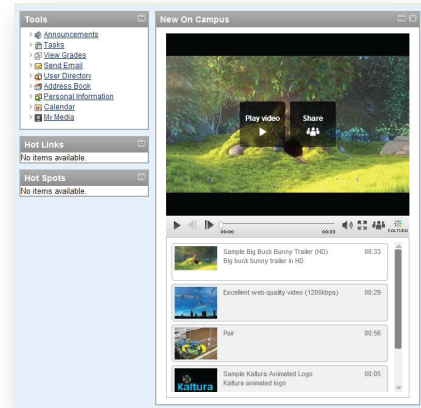 Tools
Announcements
Tasks
View Grades
Send Email
User Directory
Address Book
Personal Information
Calendar
My Media
Hot Links
No items available.
Hot Spots
No items available.
New On Campus
Play video
Share
00:00
00:33
KALTURA
Sample Big Buck Bunny Trailer (HD) 00:33
Big buck bunny trailer in HD
Excellent web quality video (1200kbps) 00:29
Pair 00:56
Sample Kaltura Animated Logo 00:05
Kaltura animated logo
Kaltura